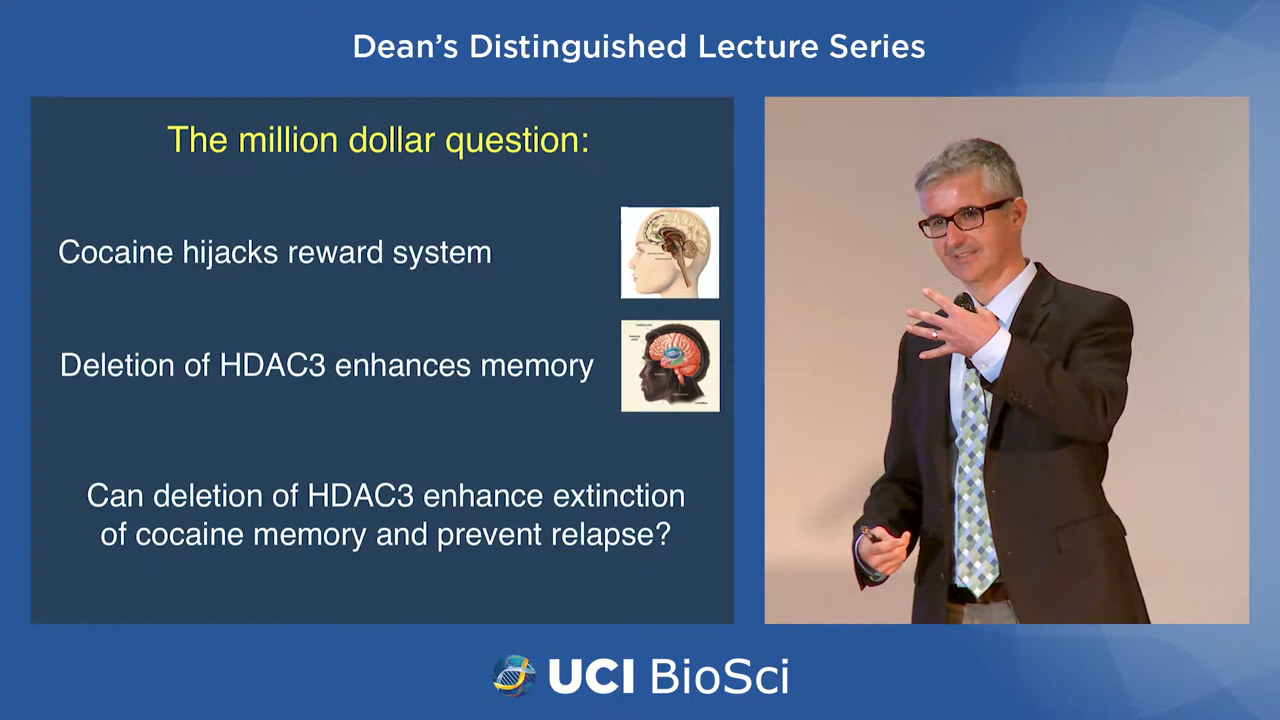 Dean's Distinguished Lecture Series
The million dollar question:
Cocaine hijacks reward system
Deletion of HDAC3 enhances memory
Can deletion of HDAC3 enhance extinction
of cocaine memory and prevent relapse?
UCI BioSci